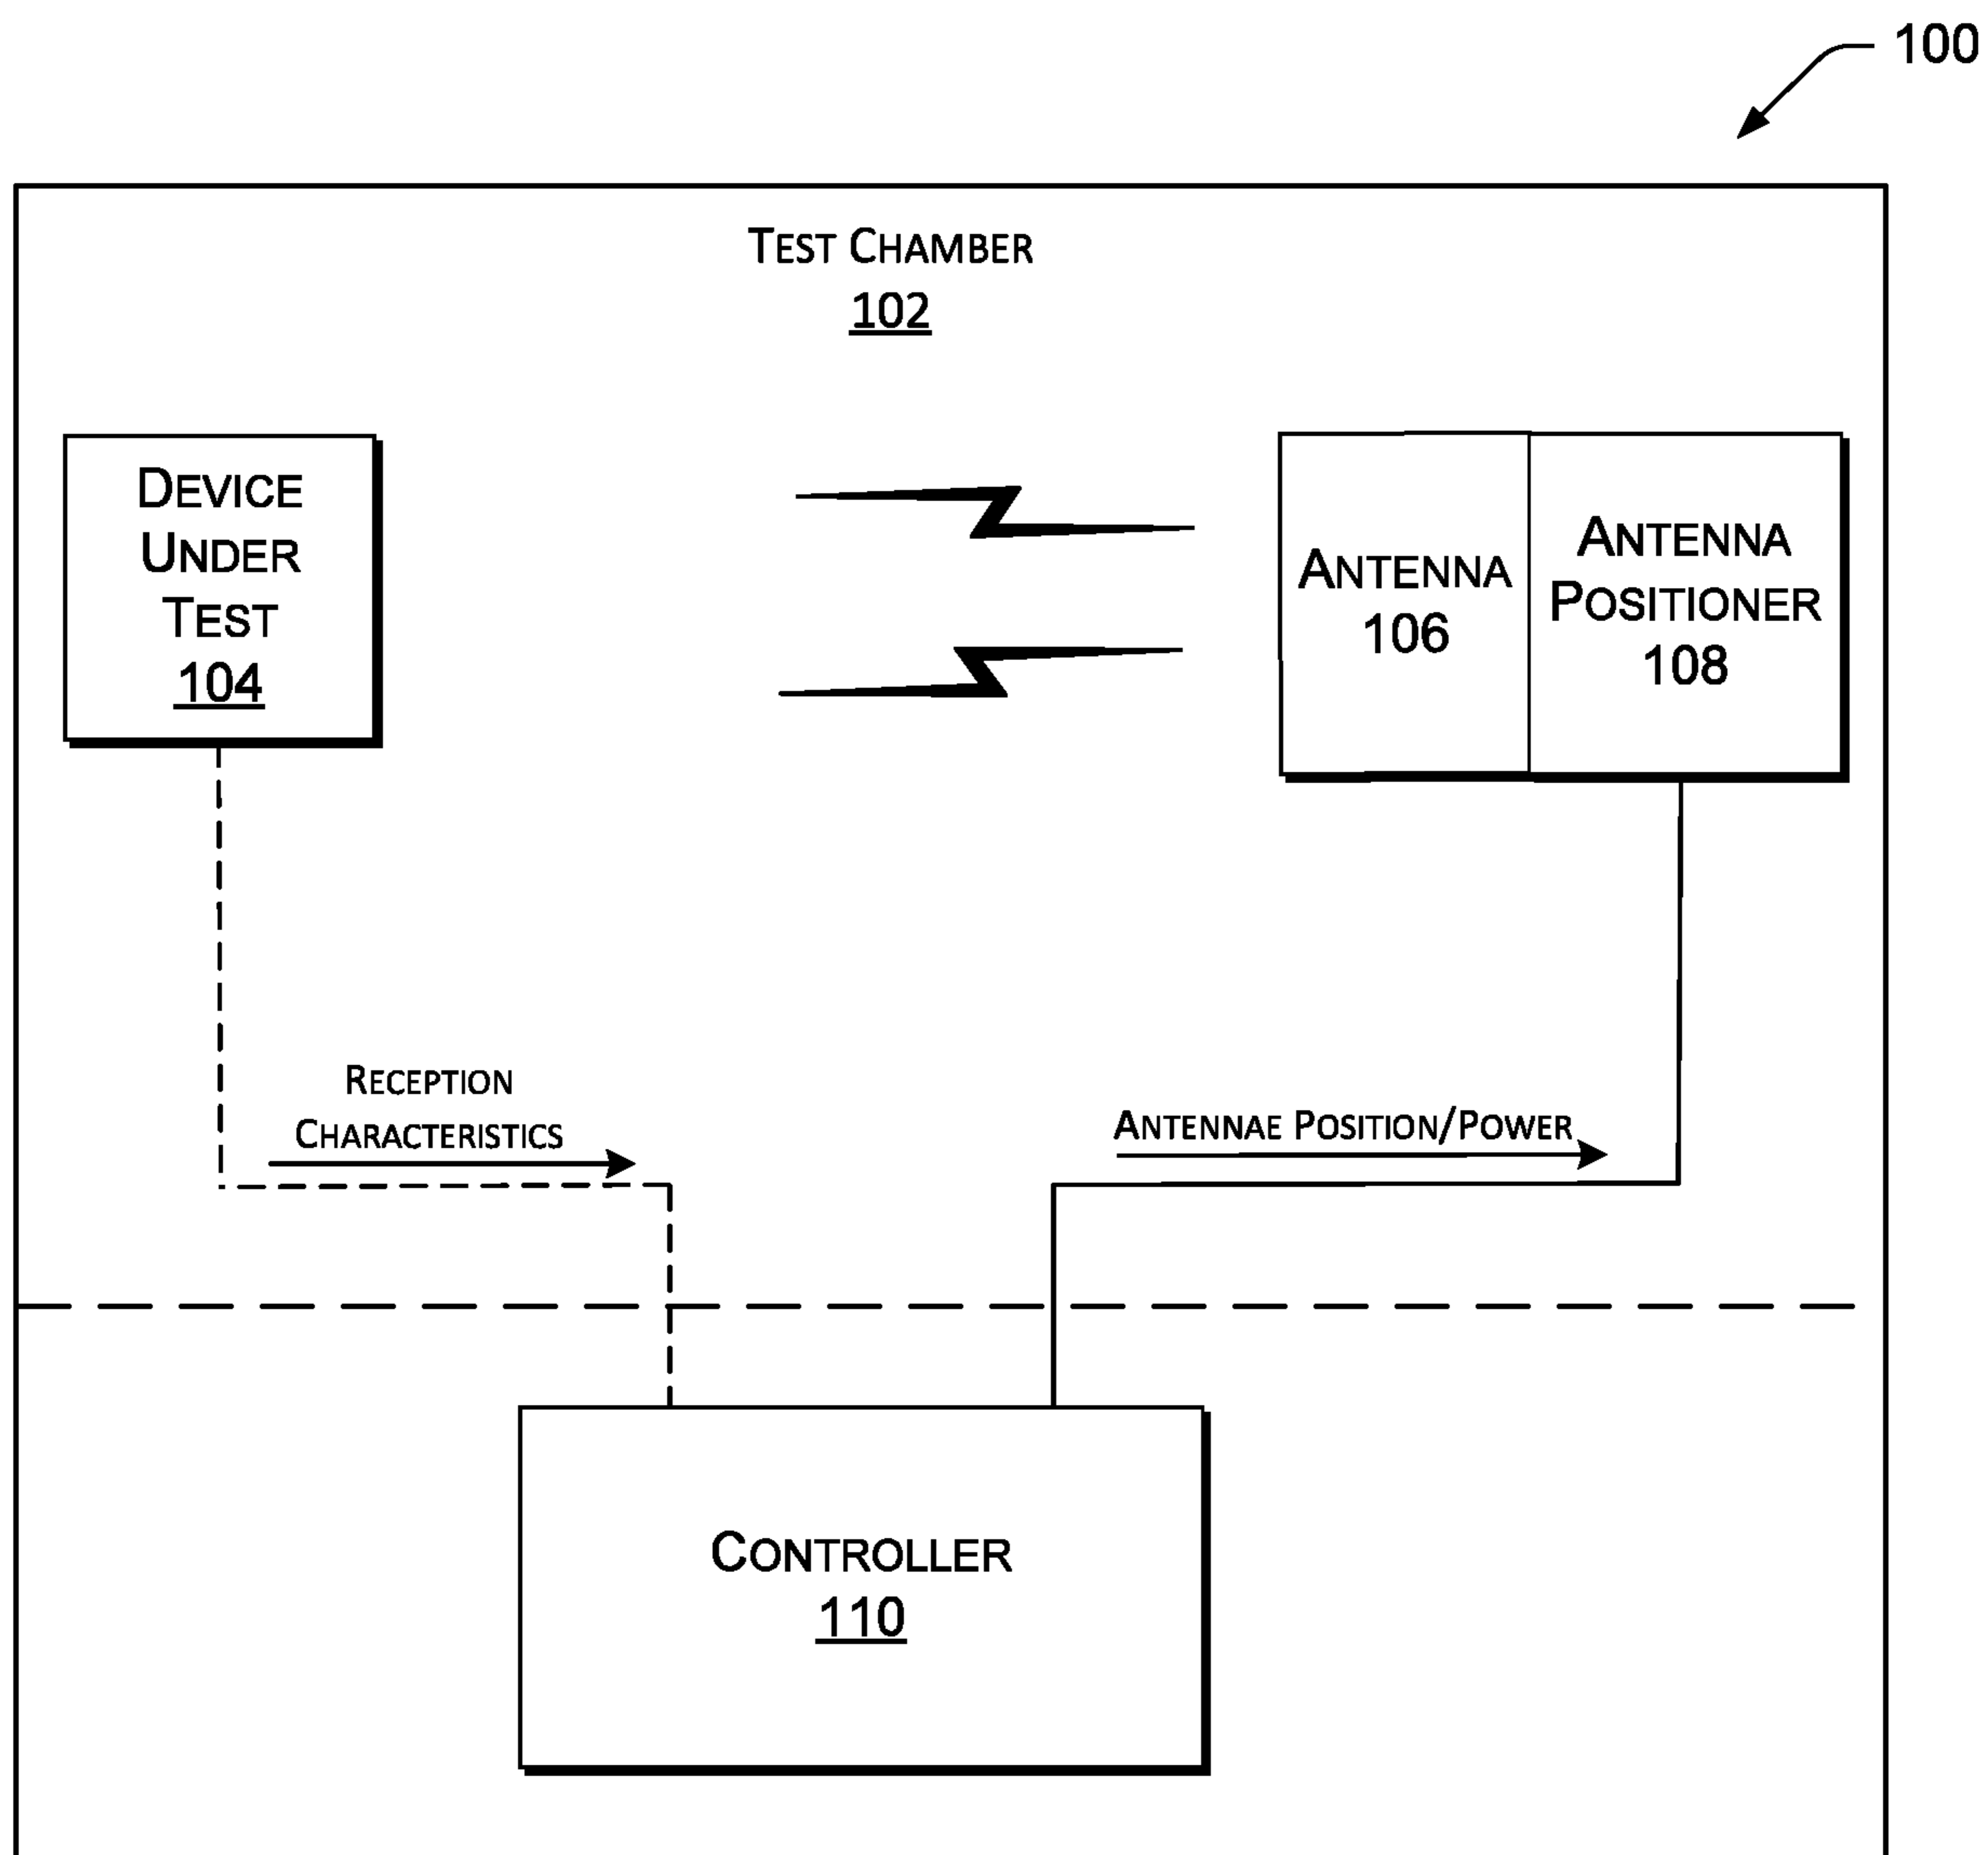 100
TEST CHAMBER
102
DEVICE
UNDER
TEST
104
ANTENNA
106
ANTENNA
POSITIONER
108
RECEPTION
CHARACTERISTICS
ANTENNAE POSITION/POWER
CONTROLLER
110